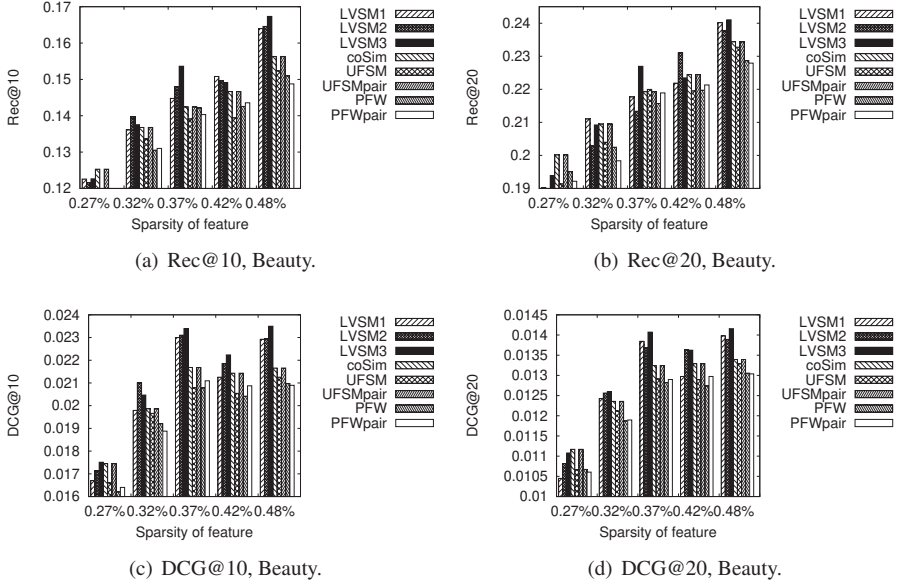 Rec@10
0.17
0.16
0.15
0.14
0.13
0.12
0.27% 0.32% 0.37% 0.42% 0.48%
Sparsity of feature
LVSM1
LVSM2
LVSM3
coSim
UFSM
UFSMpair
PFW
PFWpair
(a) Rec@10, Beauty.
Rec@20
0.24
0.23
0.22
0.21
0.2
0.19
0.27% 0.32% 0.37% 0.42% 0.48%
Sparsity of feature
LVSM1
LVSM2
LVSM3
coSim
UFSM
UFSMpair
PFW
PFWpair
(b) Rec@20, Beauty.
DCG@10
0.024
0.023
0.022
0.021
0.02
0.019
0.018
0.017
0.016
0.27% 0.32% 0.37% 0.42% 0.48%
Sparsity of feature
LVSM1
LVSM2
LVSM3
coSim
UFSM
UFSMpair
PFW
PFWpair
(c) DCG@10, Beauty.
DCG@20
0.0145
0.014
0.0135
0.013
0.0125
0.012
0.0115
0.011
0.0105
0.01
0.27% 0.32% 0.37% 0.42% 0.48%
Sparsity of feature
LVSM1
LVSM2
LVSM3
coSim
UFSM
UFSMpair
PFW
PFWpair
(d) DCG@20, Beauty.